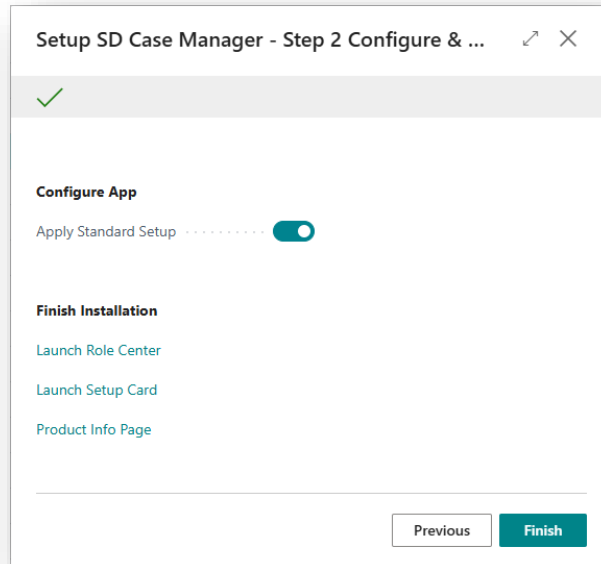 Setup SD Case Manager - Step 2 Configure & ...
Configure App
Apply Standard Setup
Finish Installation
Launch Role Center
Launch Setup Card
Product Info Page
Previous
Finish